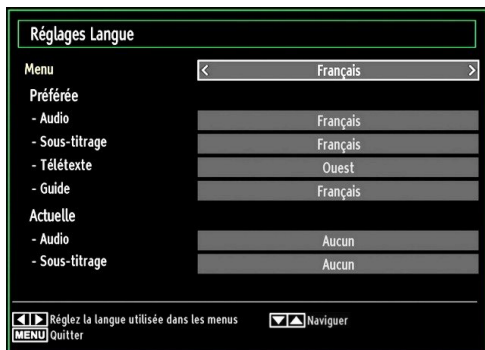 Réglages Langue
Menu < Français >
Préférée
- Audio Français
- Sous-titrage Français
- Télétexte Ouest
- Guide Français
Actuelle
- Audio Aucun
- Sous-titrage Aucun
Réglez la langue utilisée dans les menus Naviguer
MENU Quitter